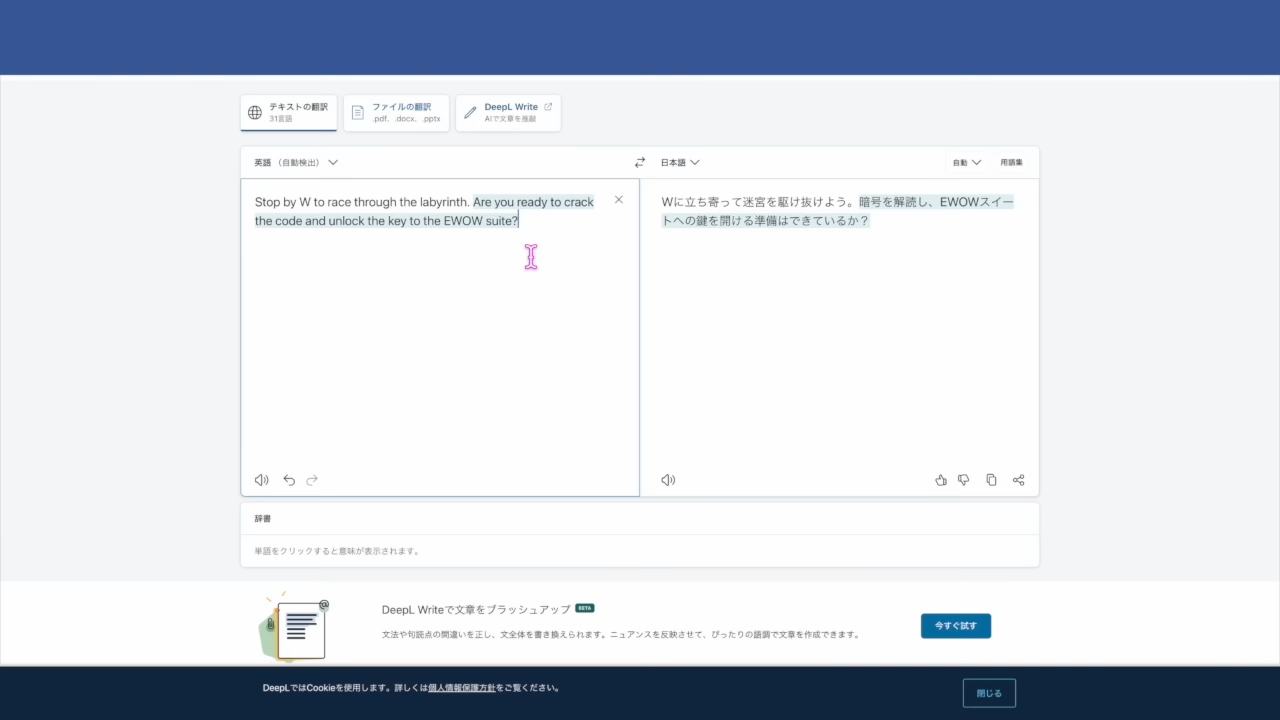 テキストの翻訳
31言語
ファイルの翻訳
.pdf、.docx、.pptx
DeepL Write
AIで文章を推敲
英語 (自動検出)
日本語
自動
用語集
Stop by W to race through the labyrinth. Are you ready to crack
the code and unlock the key to the EWOW suite?
Wに立ち寄って迷宮を駆け抜けよう。暗号を解読し、EWOWスイー
トへの鍵を開ける準備はできているか？
辞書
単語をクリックすると意味が表示されます。
DeepL Writeで文章をブラッシュアップ BETA
文法や句読点の間違いを正し、文全体を書き換えられます。ニュアンスを反映させて、ぴったりの語調で文章を作成できます。
今すぐ試す
DeepLではCookieを使用します。詳しくは個人情報保護方針をご覧ください。
閉じる